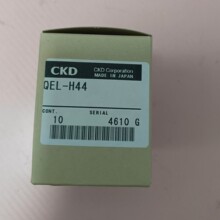 CKD
CKD Corporation
MADE IN JAPAN
QEL-H44
CONT. SERIAL
10 4610 G